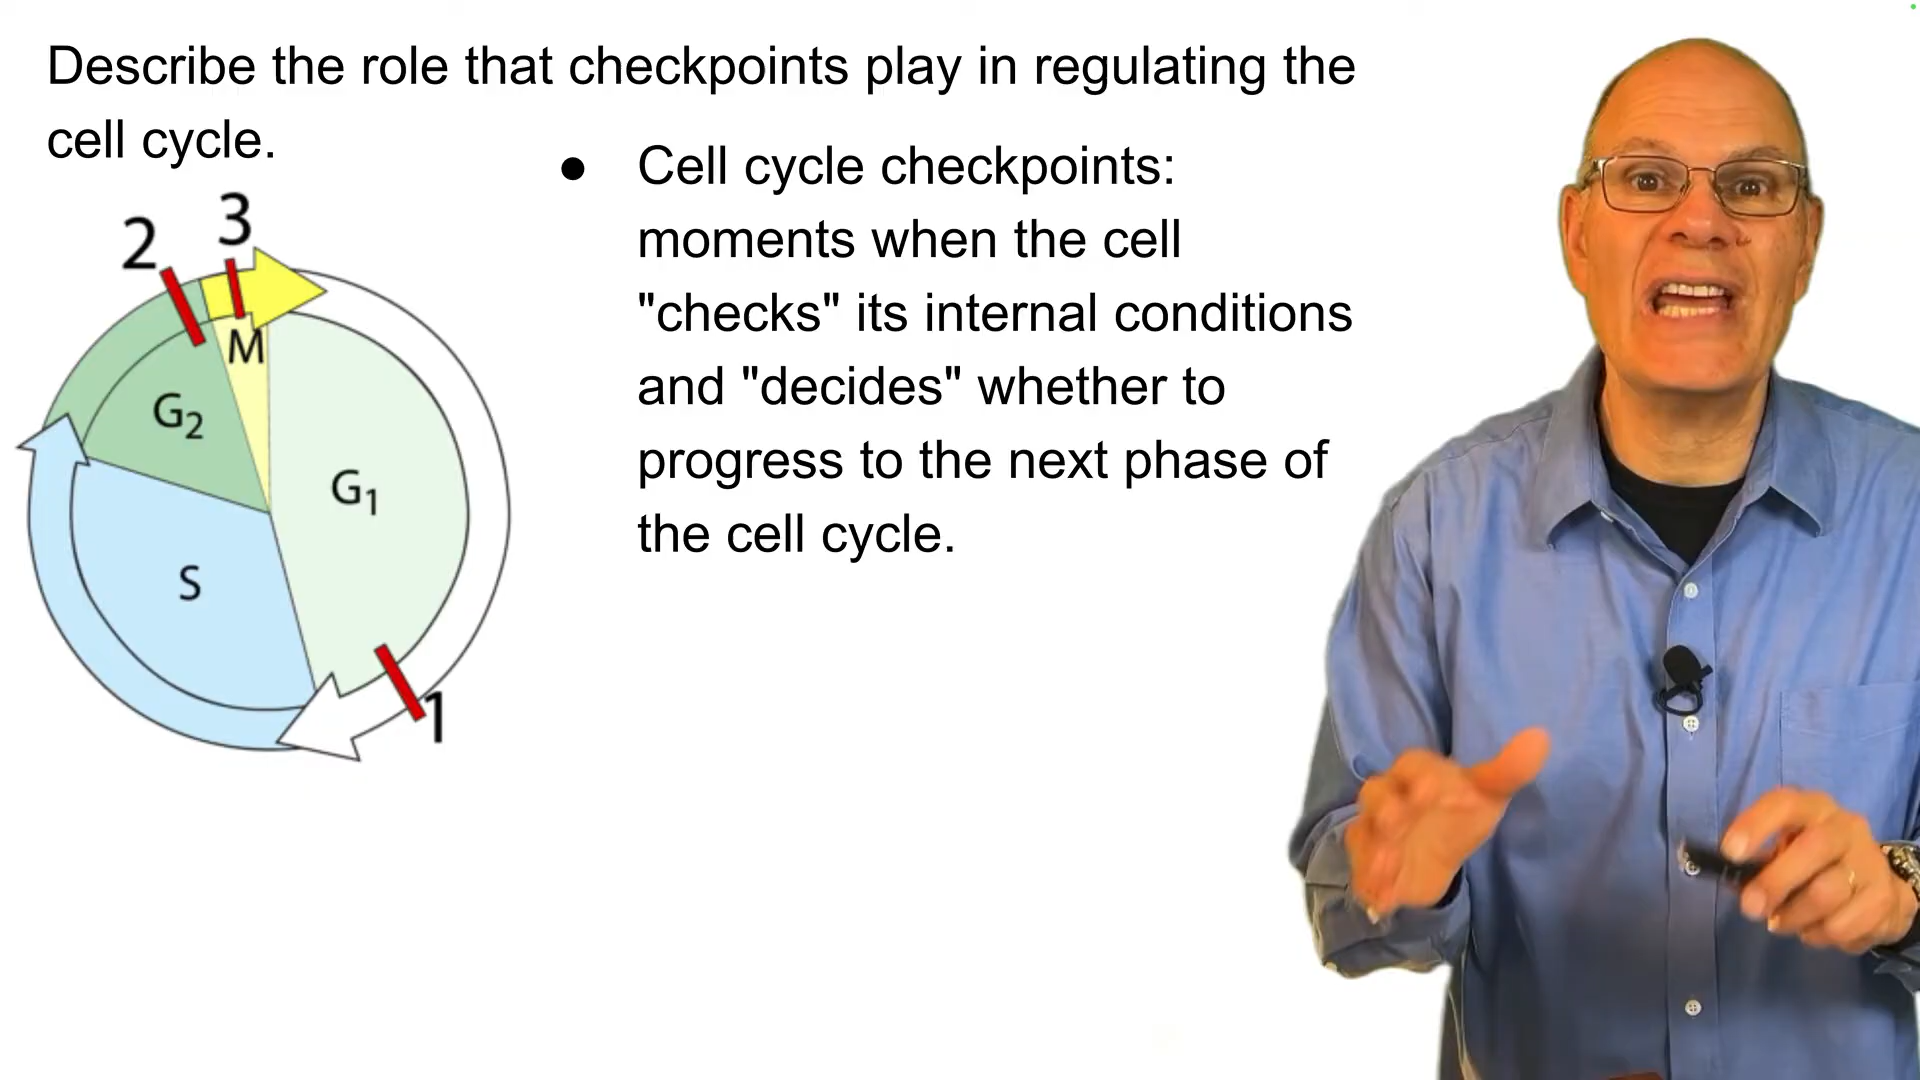 Describe the role that checkpoints play in regulating the
cell cycle.
● Cell cycle checkpoints:
moments when the cell
"checks" its internal conditions
and "decides" whether to
progress to the next phase of
the cell cycle.
3
2
M
G₂
G₁
S
1